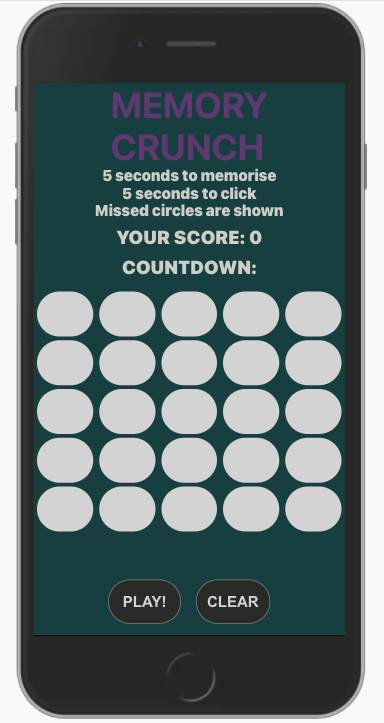 MEMORY
CRUNCH
5 seconds to memorise
5 seconds to click
Missed circles are shown
YOUR SCORE: 0
COUNTDOWN:
PLAY! CLEAR